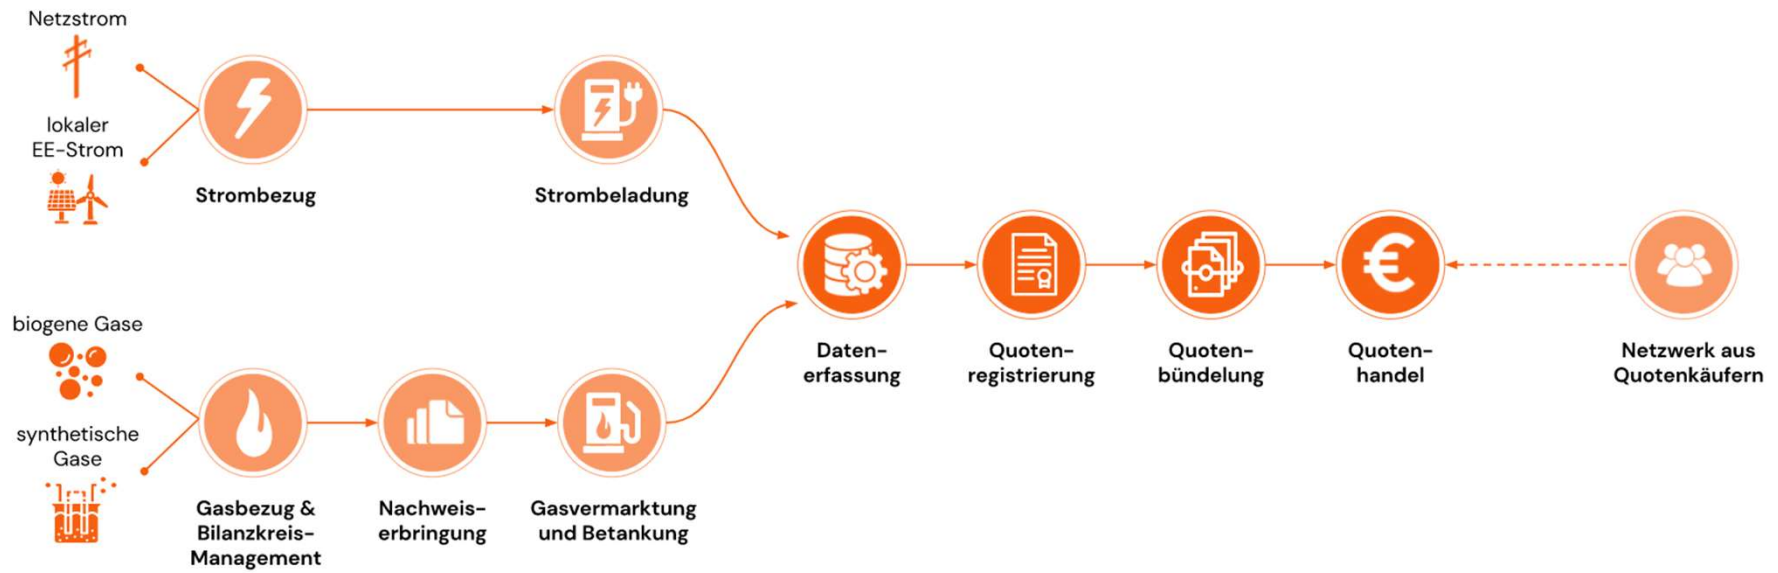 Netzstrom
lokaler
EE-Strom
Strombezug
Strombeladung
biogene Gase
synthetische
Gase
Gasbezug &
Bilanzkreis-
Management
Nachweis-
erbringung
Gasvermarktung
und Betankung
Daten-
erfassung
Quoten-
registrierung
Quoten-
bündelung
€
Quoten-
handel
Netzwerk aus
Quotenkäufern